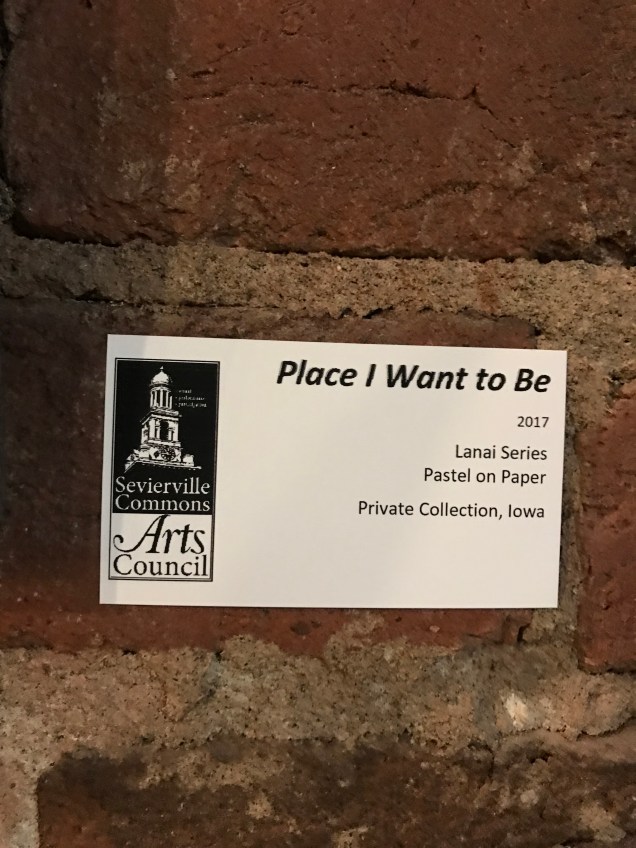 Place I Want to Be
2017
Lanai Series
Pastel on Paper
Private Collection, Iowa
Sevierville
Commons
Arts
Council